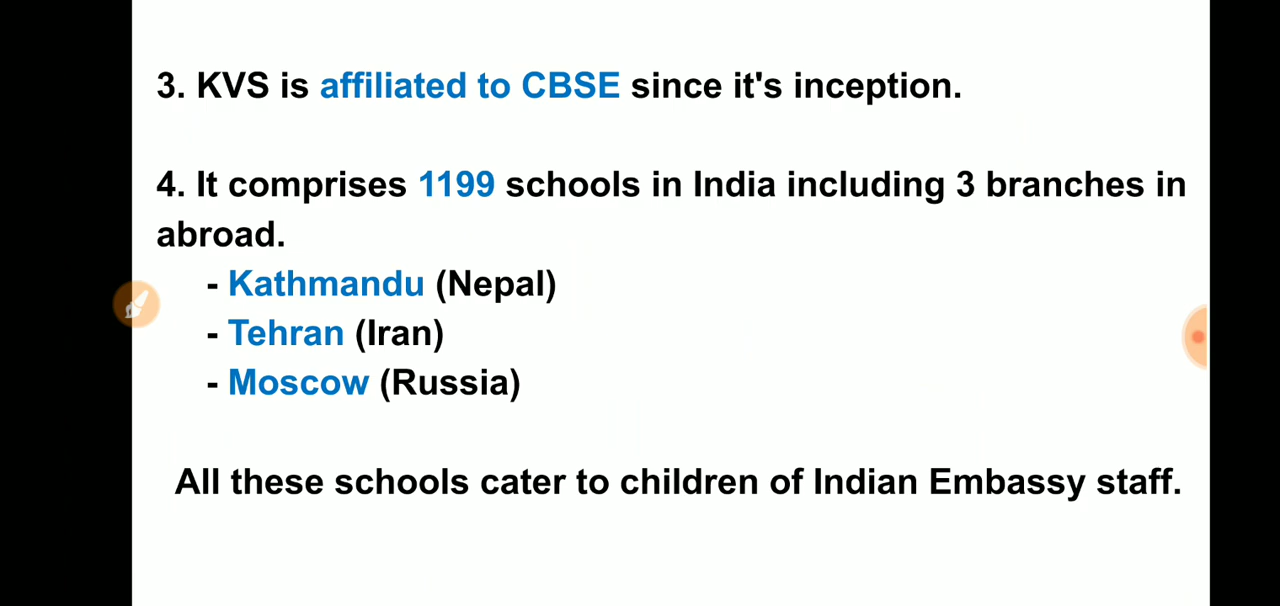 3. KVS is affiliated to CBSE since it's inception.
4. It comprises 1199 schools in India including 3 branches in
abroad.
- Kathmandu (Nepal)
- Tehran (Iran)
- Moscow (Russia)
All these schools cater to children of Indian Embassy staff.